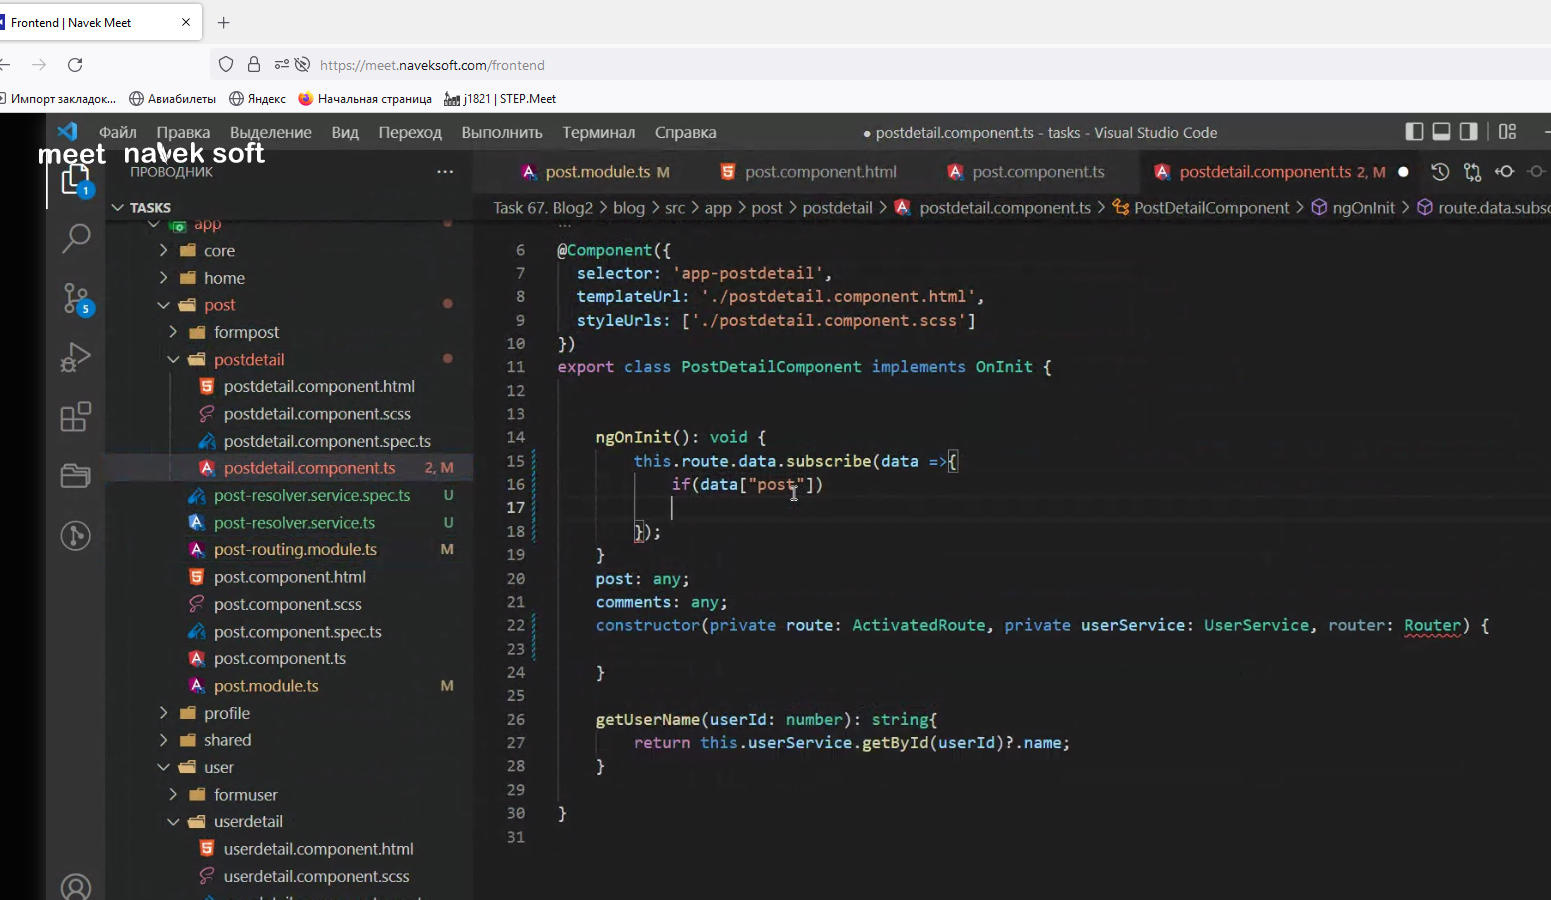 Frontend | Navek Meet
https://meet.naveksoft.com/frontend
Импорт закладок... Авиабилеты Яндекс Начальная страница j1821 | STEP.Meet
Файл Правка Выделение Вид Переход Выполнить Терминал Справка ● postdetail.component.ts - tasks - Visual Studio Code
meet navek soft
ПРОВОДНИК ...
post.module.ts M post.component.html post.component.ts postdetail.component.ts 2, M
1
TASKS
Task 67. Blog2 > blog > src > app > post > postdetail > postdetail.component.ts > PostDetailComponent > ngOnInit > route.data.subsc
app
core
home
post
formpost
postdetail
postdetail.component.html
postdetail.component.scss
postdetail.component.spec.ts
postdetail.component.ts 2, M
post-resolver.service.spec.ts U
post-resolver.service.ts U
post-routing.module.ts M
post.component.html
post.component.scss
post.component.spec.ts
post.component.ts
post.module.ts M
profile
shared
user
formuser
userdetail
userdetail.component.html
userdetail.component.scss
5
...
6 @Component({
7 selector: 'app-postdetail',
8 templateUrl: './postdetail.component.html',
9 styleUrls: ['./postdetail.component.scss']
10 })
11 export class PostDetailComponent implements OnInit {
12
13
14 ngOnInit(): void {
15 this.route.data.subscribe(data =>{
16 if(data["post"])
17
18 });
19 }
20 post: any;
21 comments: any;
22 constructor(private route: ActivatedRoute, private userService: UserService, router: Router) {
23
24 }
25
26 getUserName(userId: number): string{
27 return this.userService.getById(userId)?.name;
28 }
29
30 }
31